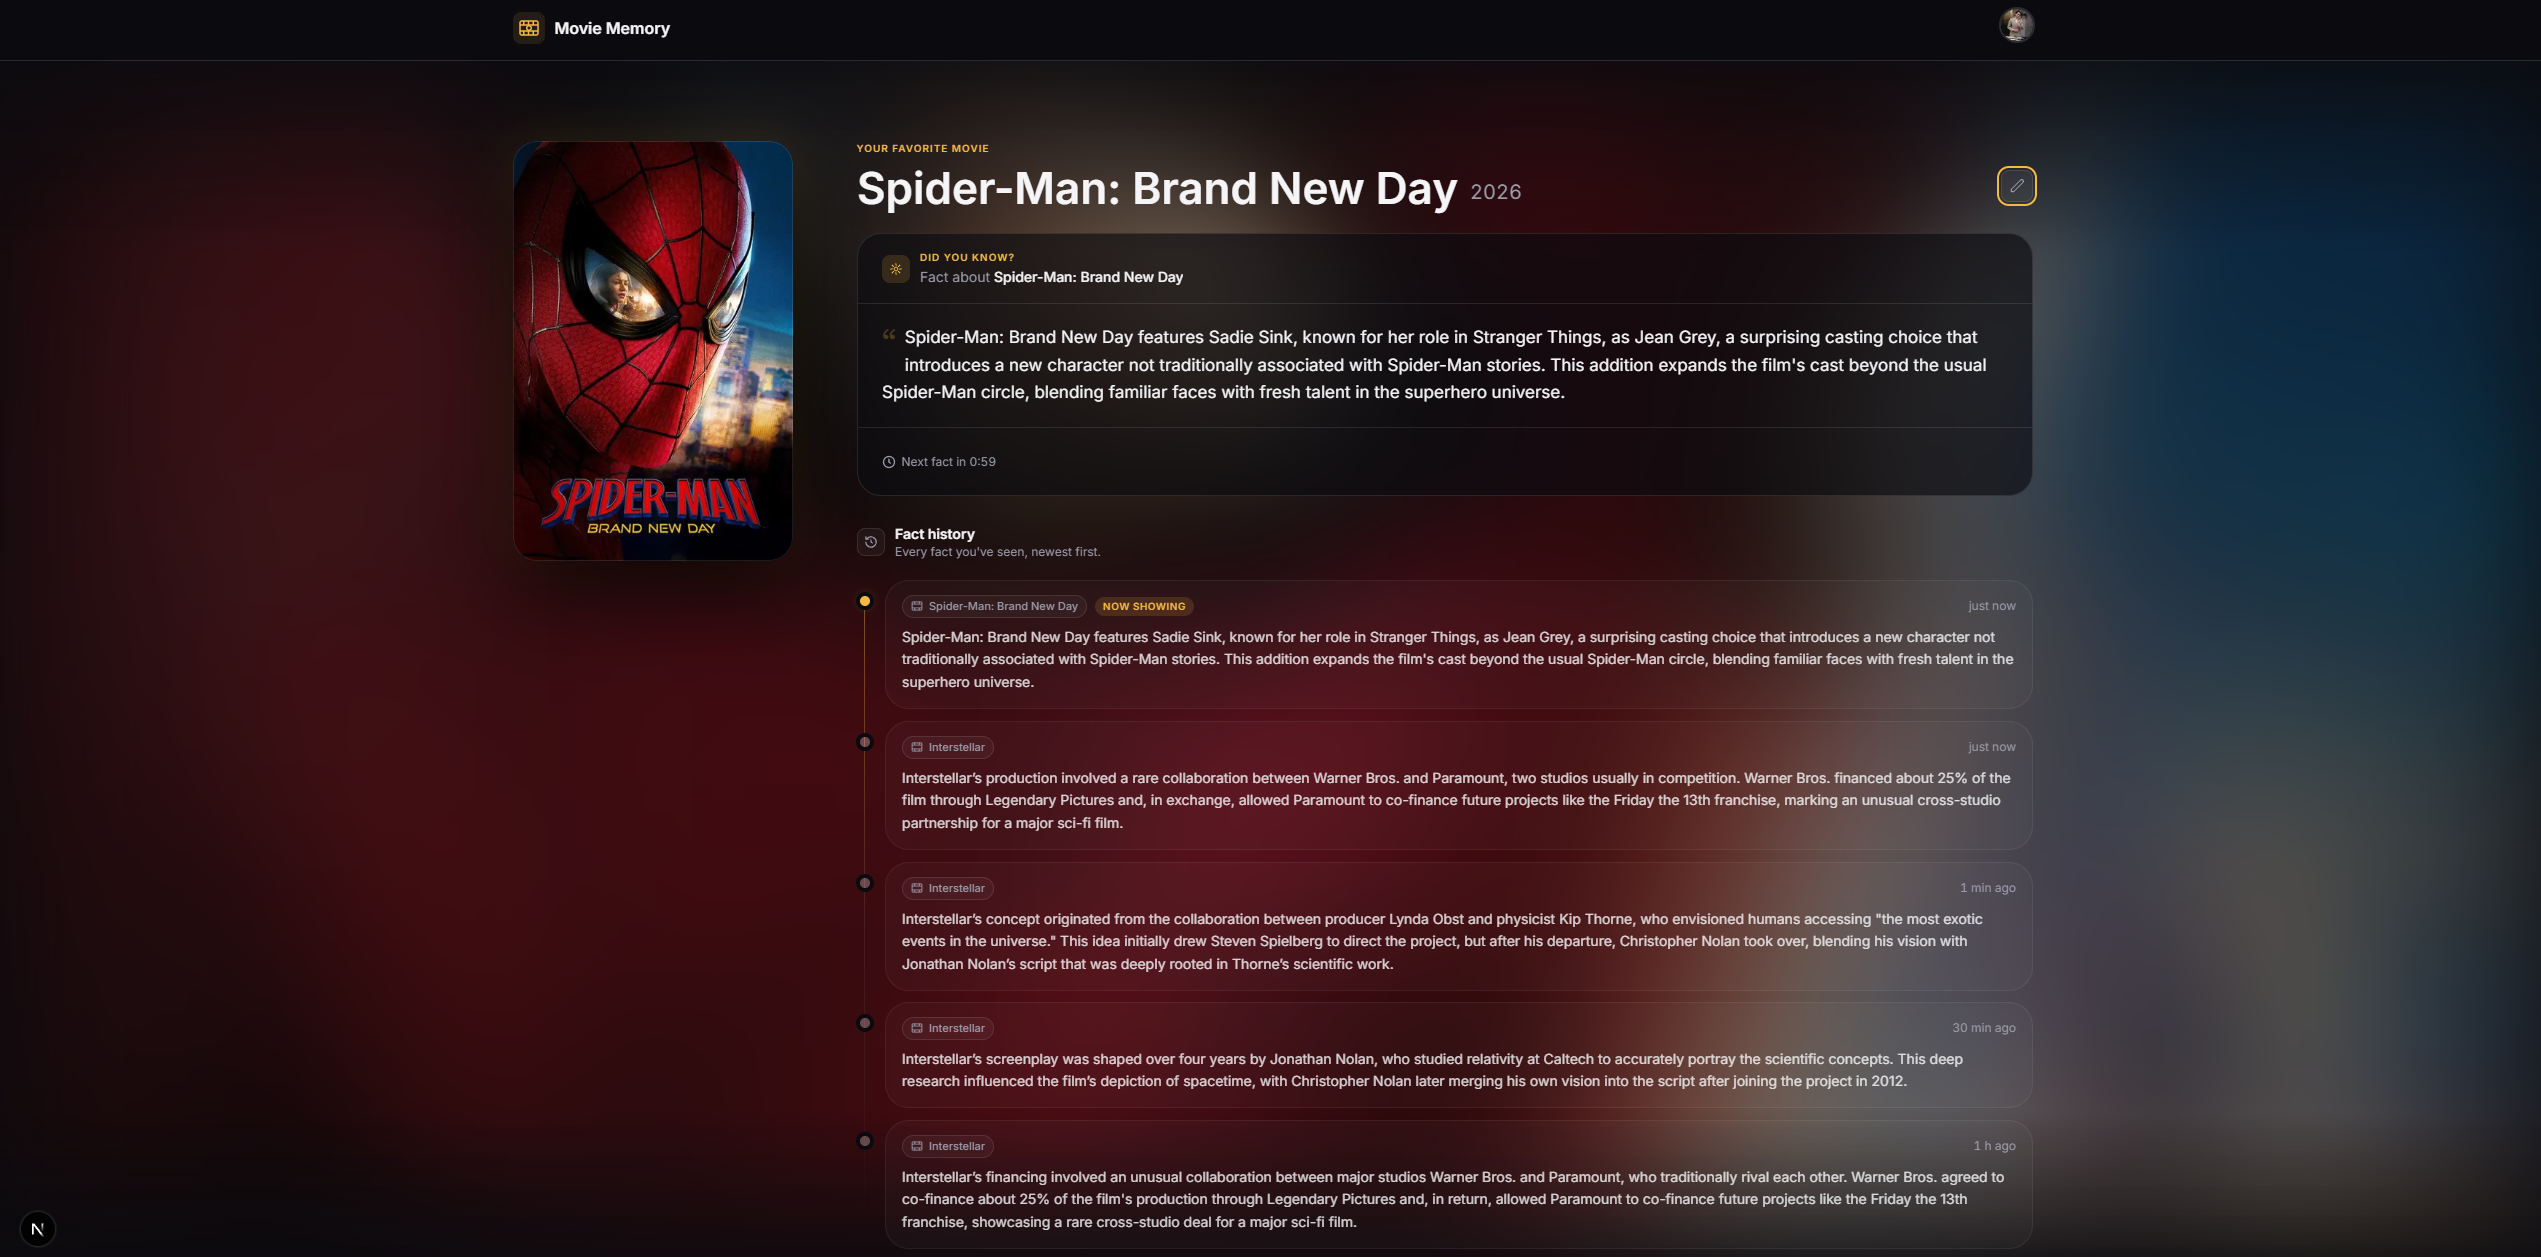 Movie Memory
YOUR FAVORITE MOVIE
Spider-Man: Brand New Day 2026
DID YOU KNOW?
Fact about Spider-Man: Brand New Day
“ Spider-Man: Brand New Day features Sadie Sink, known for her role in Stranger Things, as Jean Grey, a surprising casting choice that
introduces a new character not traditionally associated with Spider-Man stories. This addition expands the film's cast beyond the usual
Spider-Man circle, blending familiar faces with fresh talent in the superhero universe.
Next fact in 0:59
SPIDER-MAN
BRAND NEW DAY
Fact history
Every fact you've seen, newest first.
Spider-Man: Brand New Day NOW SHOWING just now
Spider-Man: Brand New Day features Sadie Sink, known for her role in Stranger Things, as Jean Grey, a surprising casting choice that introduces a new character not
traditionally associated with Spider-Man stories. This addition expands the film's cast beyond the usual Spider-Man circle, blending familiar faces with fresh talent in the
superhero universe.
Interstellar just now
Interstellar’s production involved a rare collaboration between Warner Bros. and Paramount, two studios usually in competition. Warner Bros. financed about 25% of the
film through Legendary Pictures and, in exchange, allowed Paramount to co-finance future projects like the Friday the 13th franchise, marking an unusual cross-studio
partnership for a major sci-fi film.
Interstellar 1 min ago
Interstellar’s concept originated from the collaboration between producer Lynda Obst and physicist Kip Thorne, who envisioned humans accessing "the most exotic
events in the universe." This idea initially drew Steven Spielberg to direct the project, but after his departure, Christopher Nolan took over, blending his vision with
Jonathan Nolan’s script that was deeply rooted in Thorne’s scientific work.
Interstellar 30 min ago
Interstellar’s screenplay was shaped over four years by Jonathan Nolan, who studied relativity at Caltech to accurately portray the scientific concepts. This deep
research influenced the film’s depiction of spacetime, with Christopher Nolan later merging his own vision into the script after joining the project in 2012.
Interstellar 1 h ago
Interstellar’s financing involved an unusual collaboration between major studios Warner Bros. and Paramount, who traditionally rival each other. Warner Bros. agreed to
co-finance about 25% of the film's production through Legendary Pictures and, in return, allowed Paramount to co-finance future projects like the Friday the 13th
franchise, showcasing a rare cross-studio deal for a major sci-fi film.
N